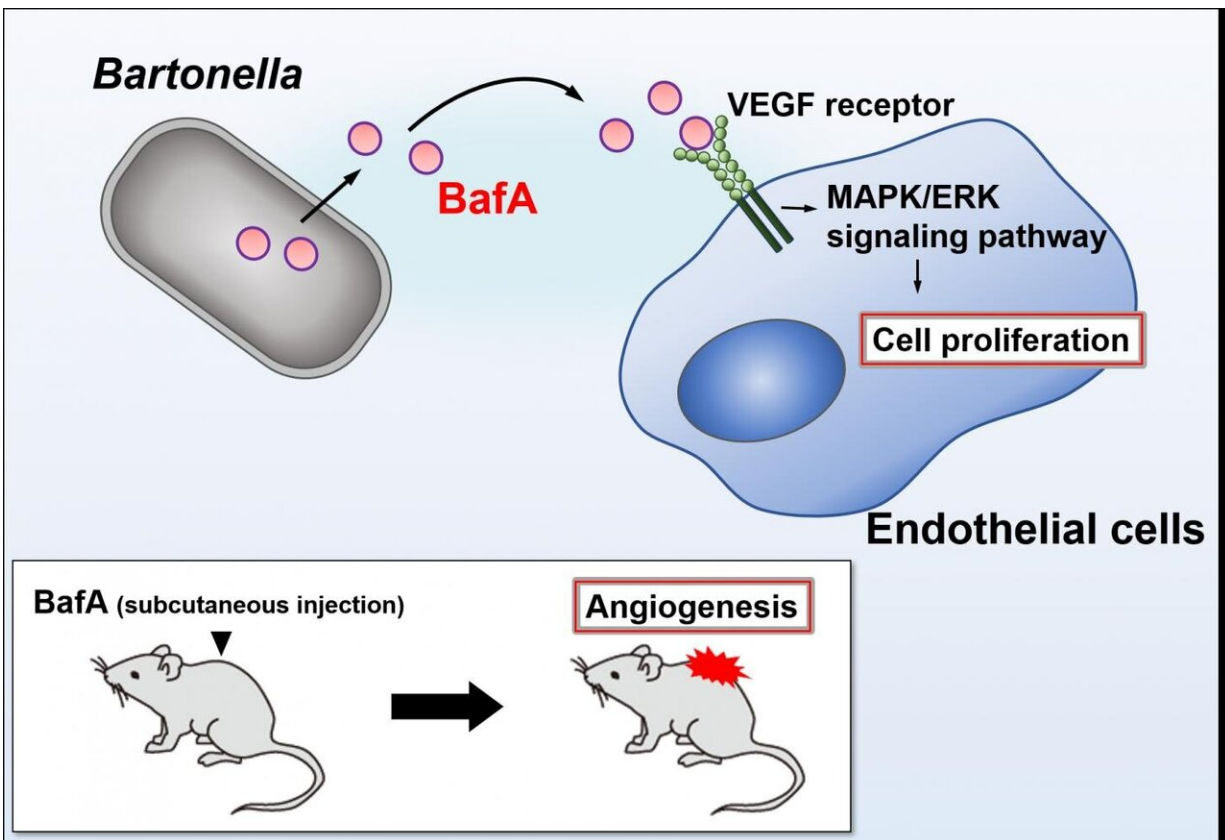 Bartonella
BafA
VEGF receptor
MAPK/ERK
signaling pathway
Cell proliferation
Endothelial cells
BafA (subcutaneous injection)
Angiogenesis